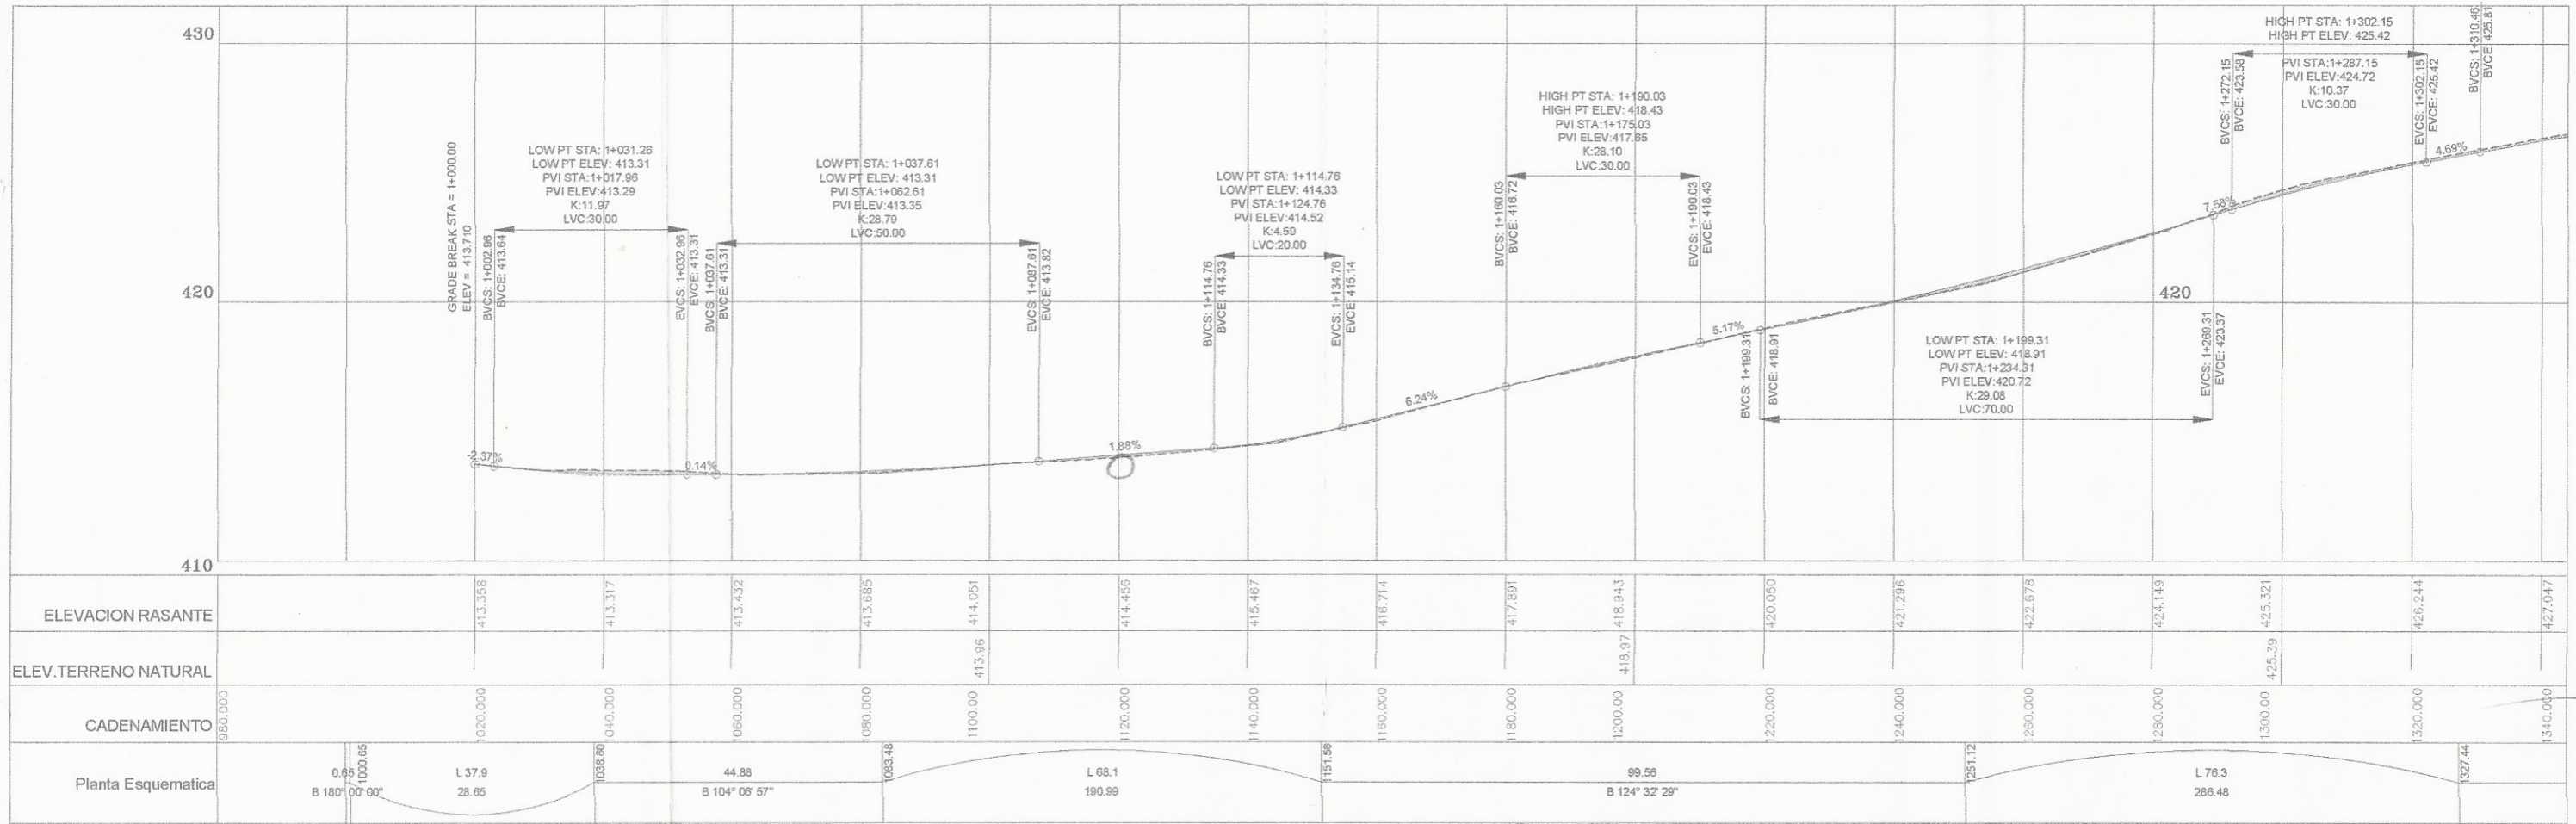 430
420
410
GRADE BREAK STA = 1+000.00
ELEV = 413.710
BVCS: 1+002.96
BVCE: 413.64
LOW PT STA: 1+031.26
LOW PT ELEV: 413.31
PVI STA:1+017.96
PVI ELEV:413.29
K:11.97
LVC:30.00
EVCS: 1+032.96
EVCE: 413.31
BVCS: 1+037.61
BVCE: 413.31
LOW PT STA: 1+037.61
LOW PT ELEV: 413.31
PVI STA:1+062.61
PVI ELEV:413.35
K:28.79
LVC:50.00
EVCS: 1+087.61
EVCE: 413.82
BVCS: 1+114.76
BVCE: 414.33
LOW PT STA: 1+114.76
LOW PT ELEV: 414.33
PVI STA:1+124.76
PVI ELEV:414.52
K:4.59
LVC:20.00
EVCS: 1+134.76
EVCE: 415.14
BVCS: 1+160.03
BVCE: 416.72
HIGH PT STA: 1+190.03
HIGH PT ELEV: 418.43
PVI STA:1+175.03
PVI ELEV:417.65
K:28.10
LVC:30.00
EVCS: 1+190.03
EVCE: 418.43
BVCS: 1+199.31
BVCE: 418.91
LOW PT STA: 1+199.31
LOW PT ELEV: 418.91
PVI STA:1+234.31
PVI ELEV:420.72
K:29.08
LVC:70.00
EVCS: 1+269.31
EVCE: 423.37
420
BVCS: 1+272.15
BVCE: 423.58
HIGH PT STA: 1+302.15
HIGH PT ELEV: 425.42
PVI STA:1+287.15
PVI ELEV:424.72
K:10.37
LVC:30.00
EVCS: 1+302.15
EVCE: 425.42
BVCS: 1+310.46
BVCE: 425.81
-2.37%
0.14%
1.88%
6.24%
5.17%
7.58%
4.69%
ELEVACION RASANTE
413.358
413.317
413.432
413.685
414.051
414.456
415.467
416.714
417.891
418.943
420.050
421.296
422.678
424.149
425.321
426.244
427.047
ELEV.TERRENO NATURAL
413.96
418.97
425.39
CADENAMIENTO
980.000
1020.000
1040.000
1060.000
1080.000
1100.00
1120.000
1140.000
1160.000
1180.000
1200.00
1220.000
1240.000
1260.000
1280.000
1300.00
1320.000
1340.000
Planta Esquematica
0.65
B 180° 00' 00"
1000.65
L 37.9
28.65
1038.60
44.88
B 104° 06' 57"
1083.48
L 68.1
190.99
1151.56
99.56
B 124° 32' 29"
1251.12
L 76.3
286.48
1327.44